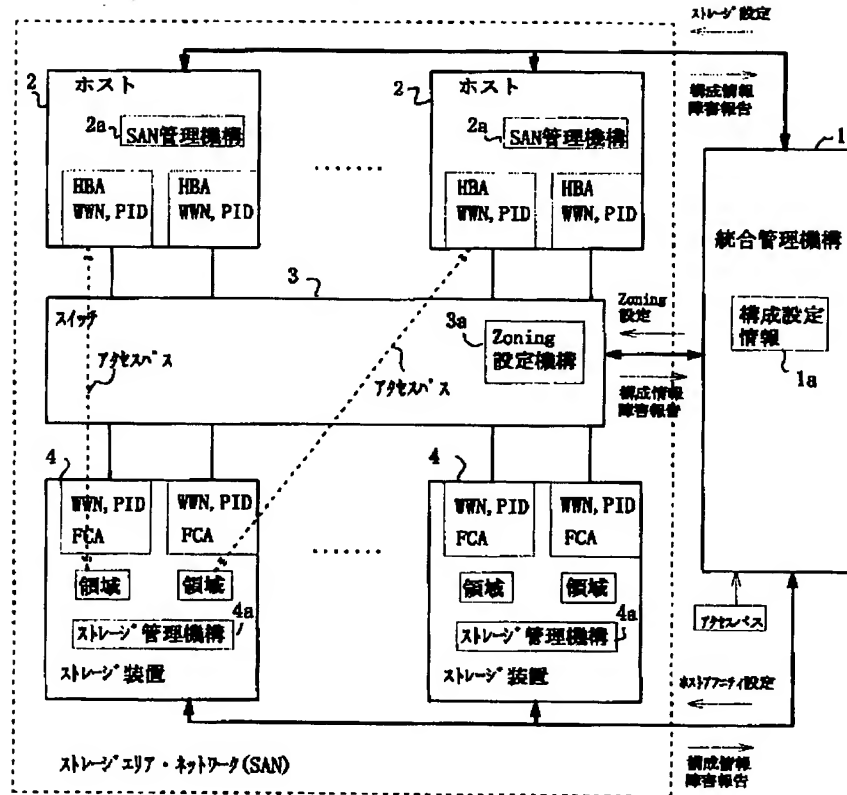 ストレージ 設定
2
ホスト
2a
SAN管理機構
HBA
WWN, PID
HBA
WWN, PID
‥‥‥
2
ホスト
2a
SAN管理機構
HBA
WWN, PID
HBA
WWN, PID
構成情報
障害報告
1
統合管理機構
構成設定
情報
1a
3
スイッチ
アクセスパス
アクセスパス
3a
Zoning
設定機構
Zoning
設定
構成情報
障害報告
4
WWN, PID
FCA
WWN, PID
FCA
領域
領域
4a
ストレージ 管理機構
ストレージ 装置
‥‥‥
4
WWN, PID
FCA
WWN, PID
FCA
領域
領域
4a
ストレージ 管理機構
ストレージ 装置
アクセスパス
ホストアフィニティ設定
構成情報
障害報告
ストレージエリア・ネットワーク(SAN)